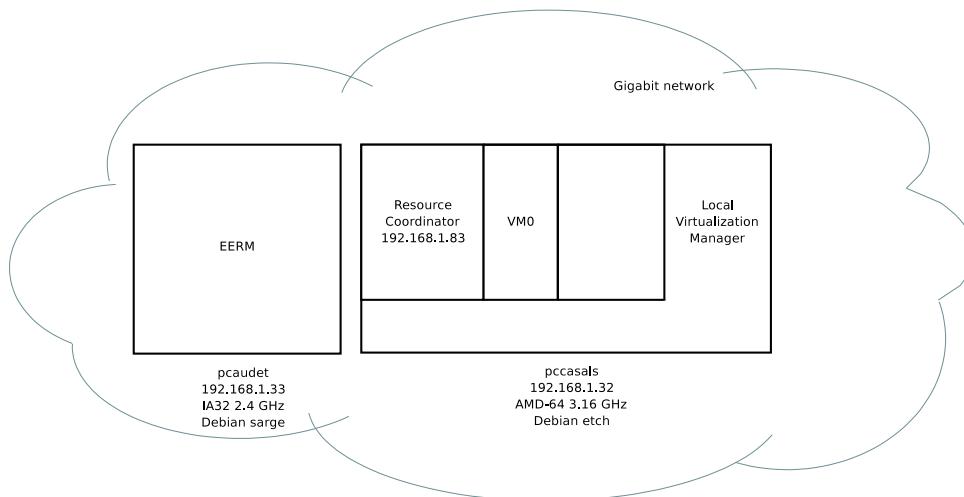 Gigabit network
EERM
Resource
Coordinator
192.168.1.83
VM0
Local
Virtualization
Manager
pcaudet
192.168.1.33
IA32 2.4 GHz
Debian sarge
pccasals
192.168.1.32
AMD-64 3.16 GHz
Debian etch